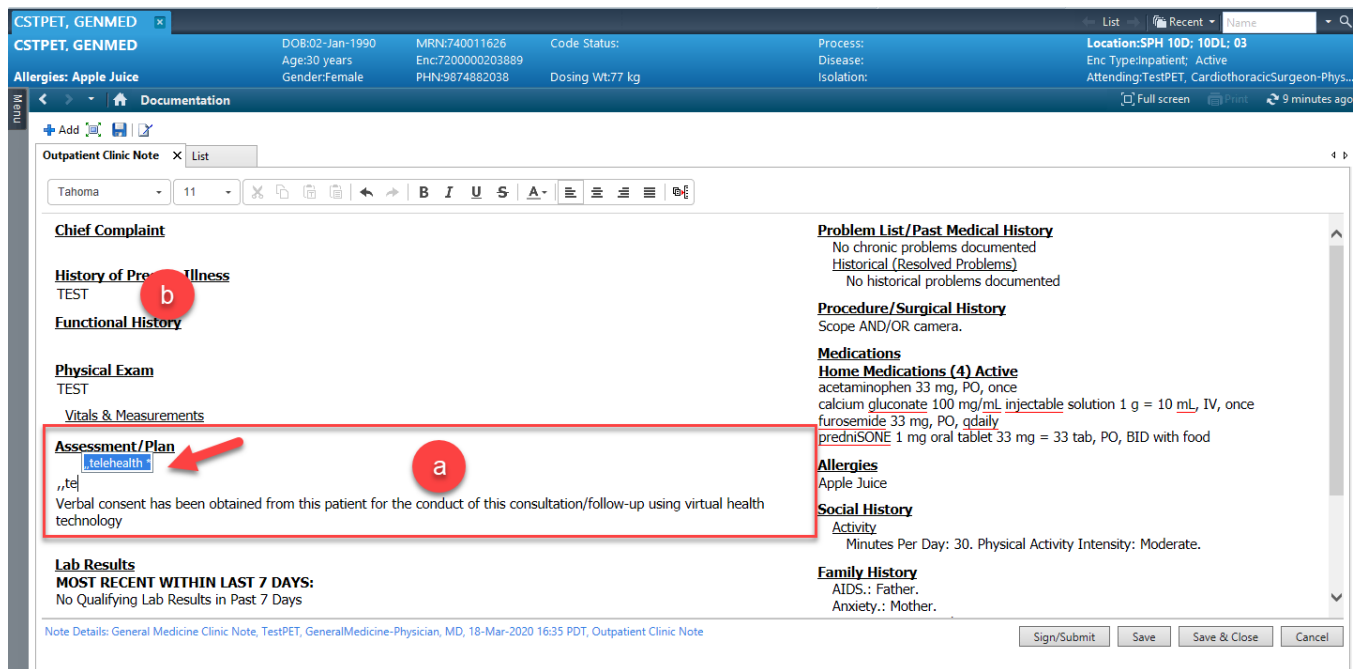 CSTPET, GENMED ×
List Recent Name
CSTPET, GENMED DOB:02-Jan-1990 MRN:740011626 Code Status: Process: Location:SPH 10D; 10DL; 03
Age:30 years Enc:7200000203889 Disease: Enc Type:Inpatient; Active
Allergies: Apple Juice Gender:Female PHN:9874882038 Dosing Wt:77 kg Isolation: Attending:TestPET, CardiothoracicSurgeon-Phys...
Menu
Documentation Full screen Print 9 minutes ago
Add
Outpatient Clinic Note X List
Tahoma 11 B I U S A
Chief Complaint
History of Pre Illness
TEST
b
Functional History
Physical Exam
TEST
Vitals & Measurements
Assessment/Plan
,,telehealth *
a
,,te
Verbal consent has been obtained from this patient for the conduct of this consultation/follow-up using virtual health
technology
Lab Results
MOST RECENT WITHIN LAST 7 DAYS:
No Qualifying Lab Results in Past 7 Days
Problem List/Past Medical History
No chronic problems documented
Historical (Resolved Problems)
No historical problems documented
Procedure/Surgical History
Scope AND/OR camera.
Medications
Home Medications (4) Active
acetaminophen 33 mg, PO, once
calcium gluconate 100 mg/mL injectable solution 1 g = 10 mL, IV, once
furosemide 33 mg, PO, qdaily
predniSONE 1 mg oral tablet 33 mg = 33 tab, PO, BID with food
Allergies
Apple Juice
Social History
Activity
Minutes Per Day: 30. Physical Activity Intensity: Moderate.
Family History
AIDS.: Father.
Anxiety.: Mother.
Note Details: General Medicine Clinic Note, TestPET, GeneralMedicine-Physician, MD, 18-Mar-2020 16:35 PDT, Outpatient Clinic Note
Sign/Submit Save Save & Close Cancel